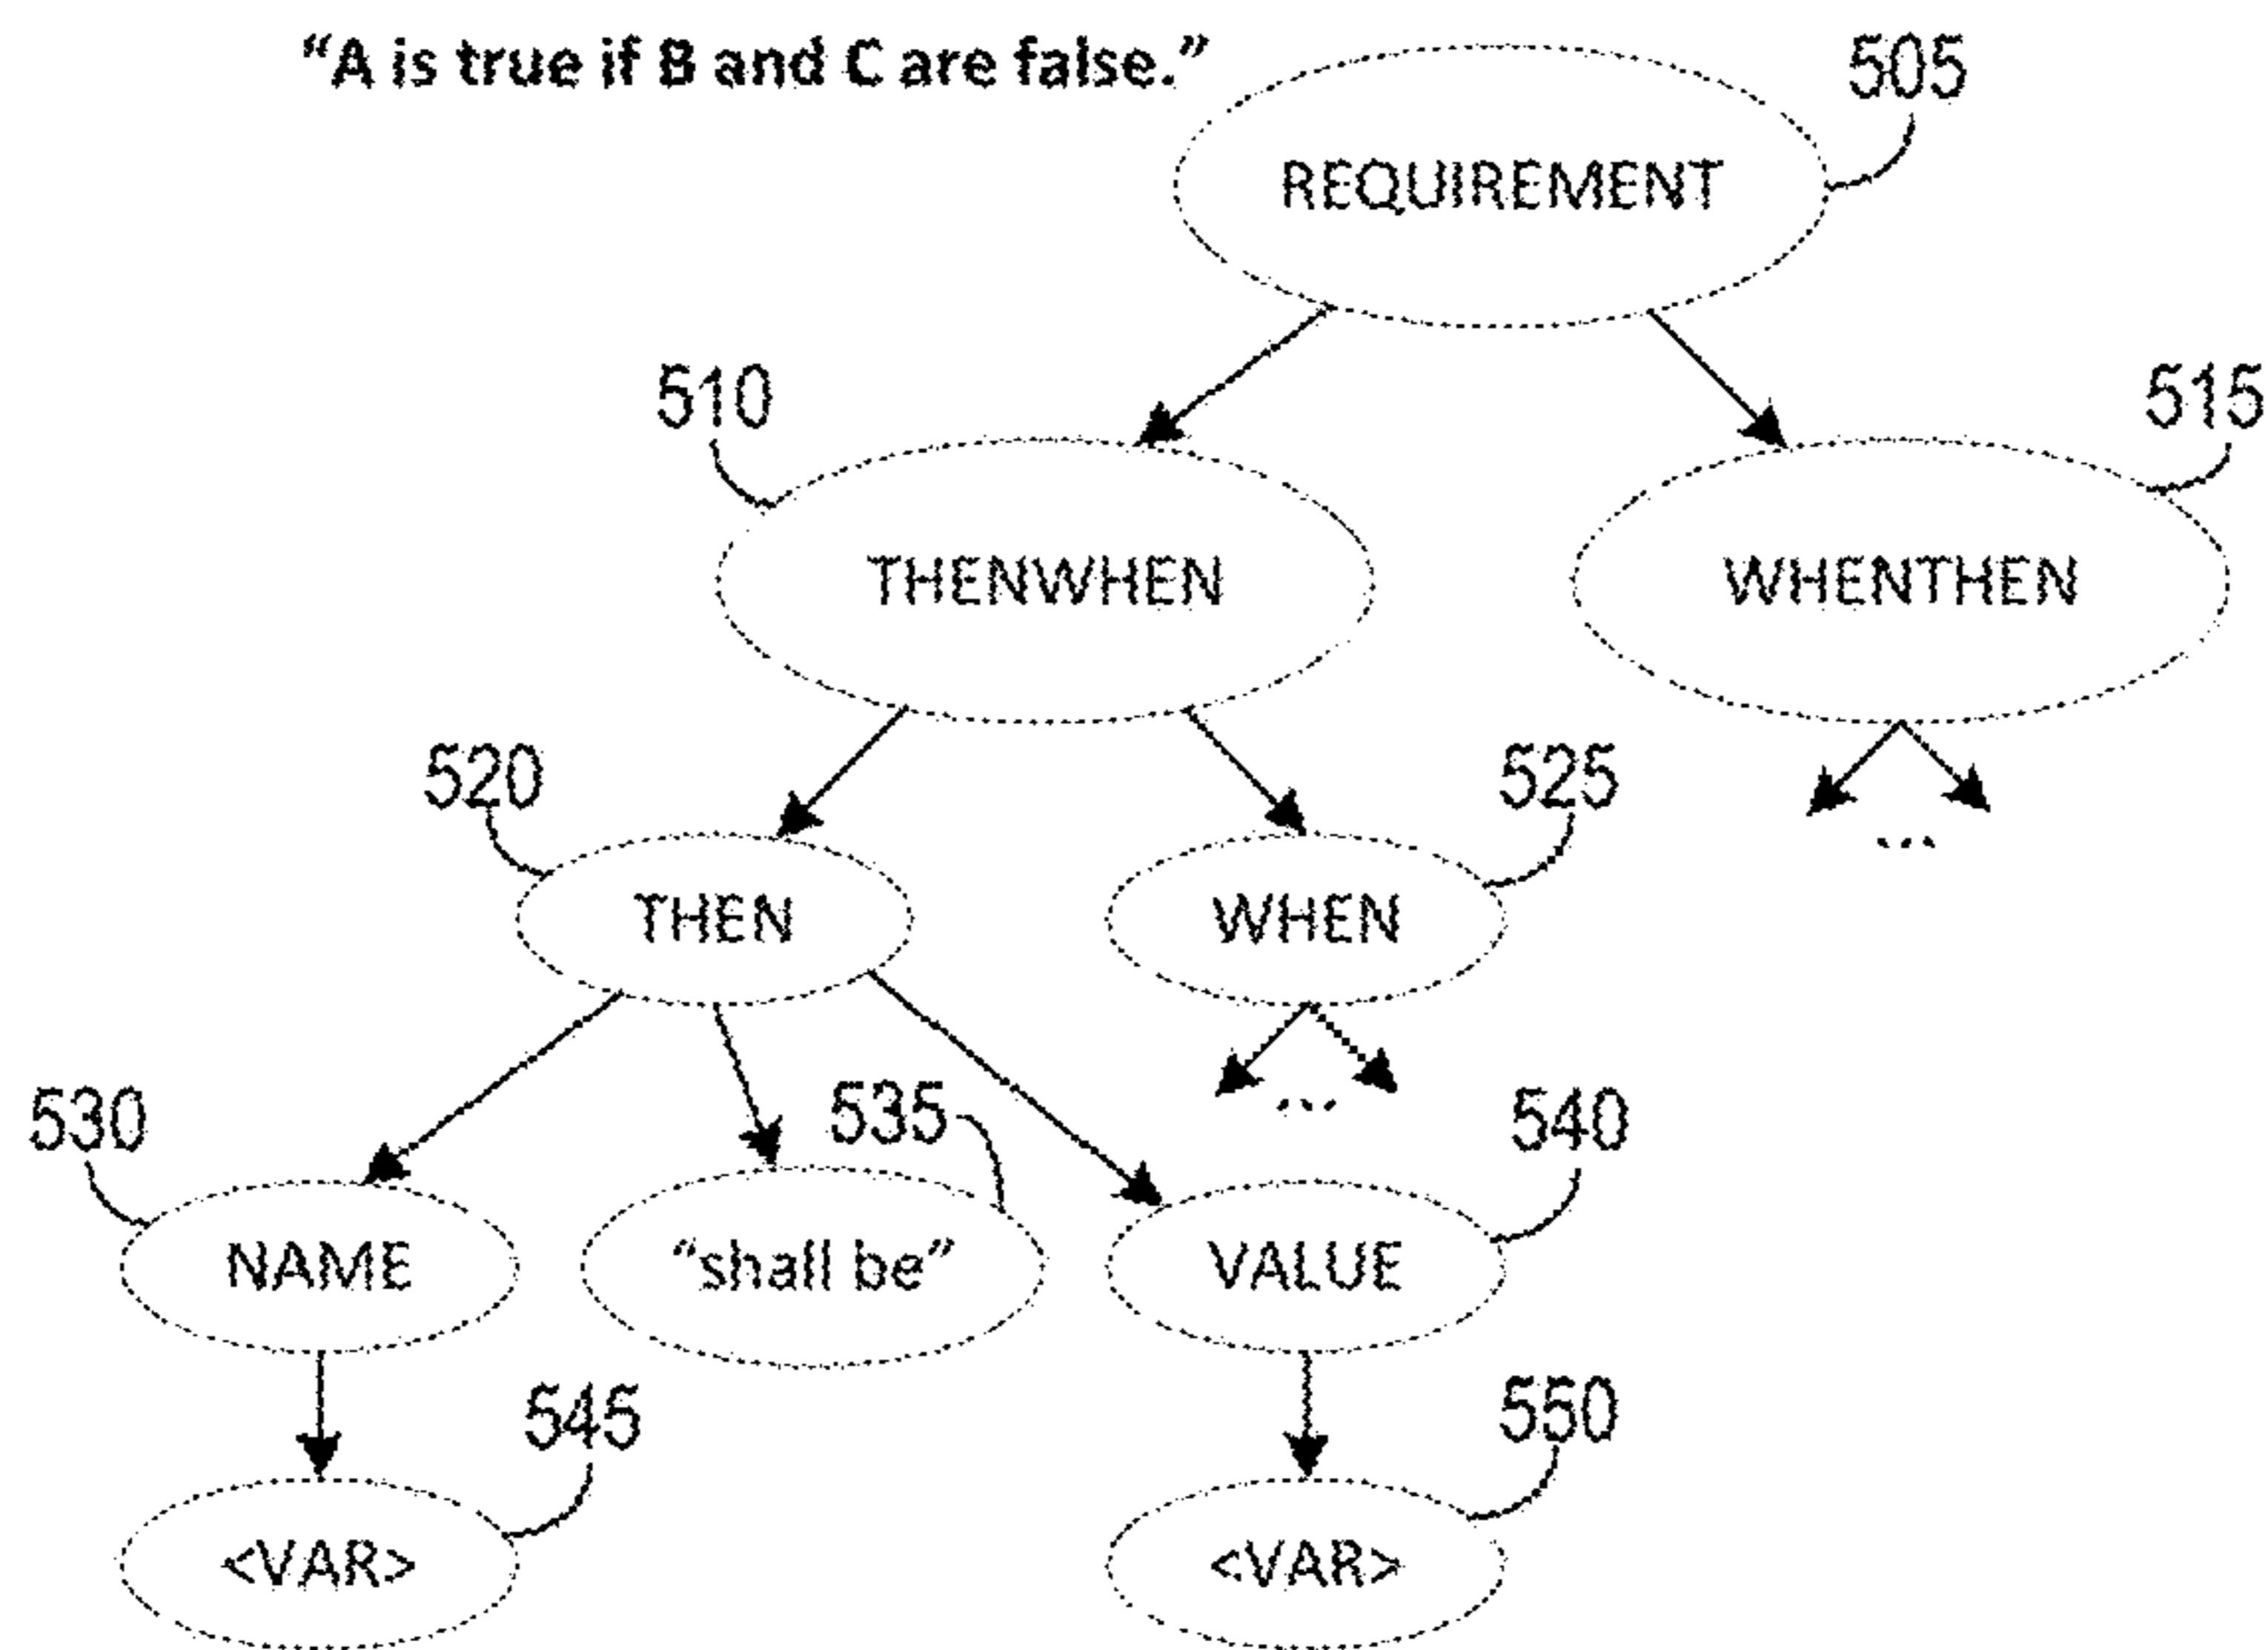 “A is true if B and C are false.”
505
REQUIREMENT
510
515
THENWHEN
WHENTHEN
520
525
...
THEN
WHEN
530
535
...
540
NAME
“shall be”
VALUE
545
550
<VAR>
<VAR>